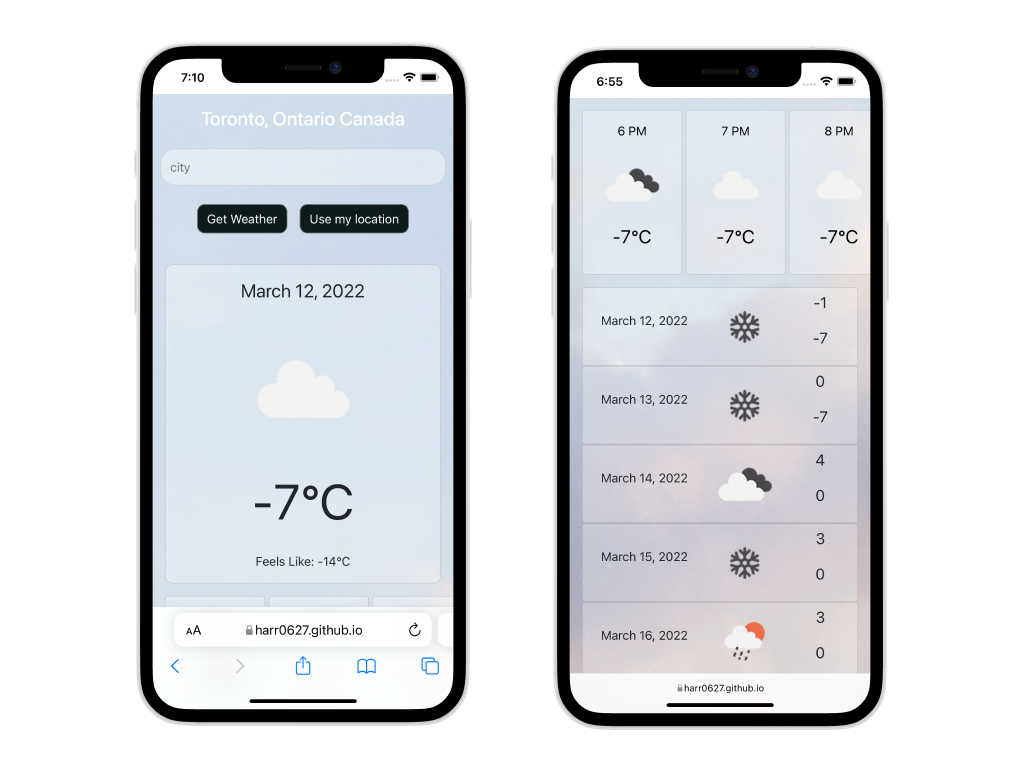 7:10
Toronto, Ontario Canada
city
Get Weather Use my location
March 12, 2022
-7°C
Feels Like: -14°C
AA harr0627.github.io
6:55
6 PM 7 PM 8 PM
-7°C -7°C -7°C
March 12, 2022 -1
-7
March 13, 2022 0
-7
March 14, 2022 4
0
March 15, 2022 3
0
March 16, 2022 3
0
harr0627.github.io